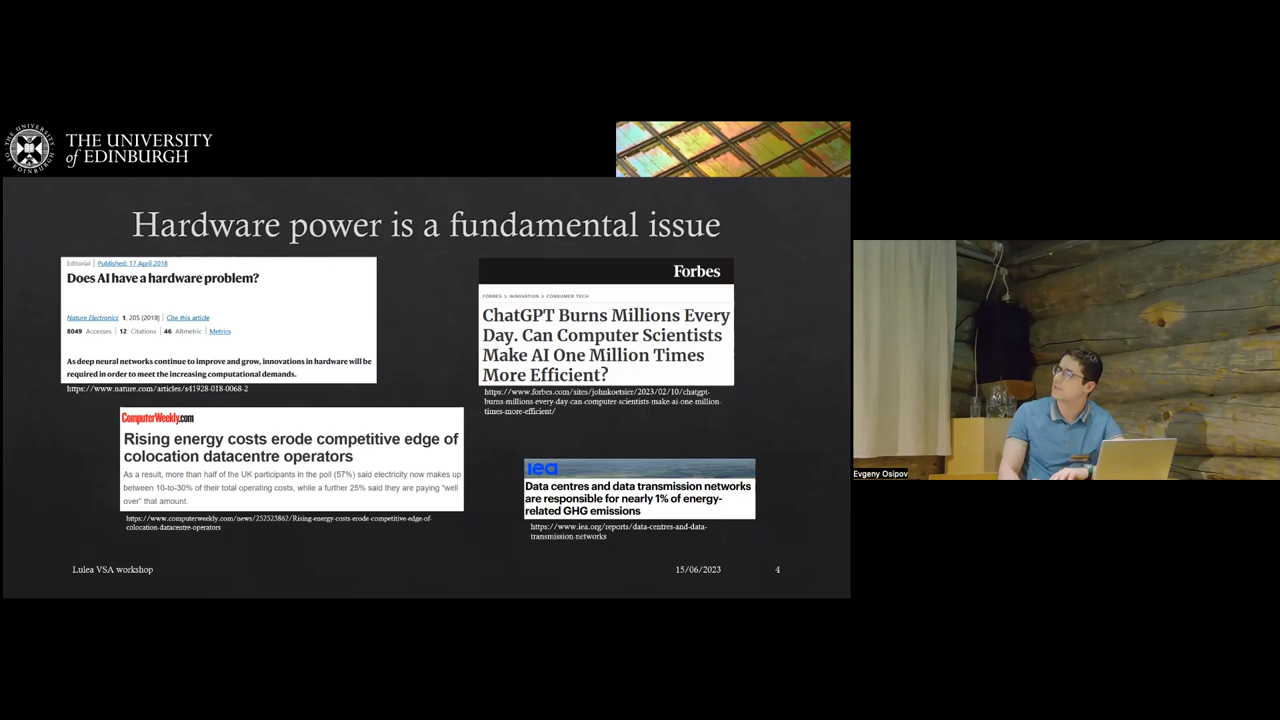 THE UNIVERSITY
of EDINBURGH
Hardware power is a fundamental issue
Editorial | Published: 17 April 2018
Does AI have a hardware problem?
Nature Electronics 1, 205 (2018) | Cite this article
8049 Accesses | 12 Citations | 46 Altmetric | Metrics
As deep neural networks continue to improve and grow, innovations in hardware will be
required in order to meet the increasing computational demands.
https://www.nature.com/articles/s41928-018-0068-2
Forbes
FORBES > INNOVATION > CONSUMER TECH
ChatGPT Burns Millions Every
Day. Can Computer Scientists
Make AI One Million Times
More Efficient?
https://www.forbes.com/sites/johnkoetsier/2023/02/10/chatgpt-
burns-millions-every-day-can-computer-scientists-make-ai-one-million-
times-more-efficient/
ComputerWeekly.com
Rising energy costs erode competitive edge of
colocation datacentre operators
As a result, more than half of the UK participants in the poll (57%) said electricity now makes up
between 10-to-30% of their total operating costs, while a further 25% said they are paying “well
over” that amount.
https://www.computerweekly.com/news/252523862/Rising-energy-costs-erode-competitive-edge-of-
colocation-datacentre-operators
iea
Data centres and data transmission networks
are responsible for nearly 1% of energy-
related GHG emissions
https://www.iea.org/reports/data-centres-and-data-
transmission-networks
Lulea VSA workshop
15/06/2023
4
Evgeny Osipov